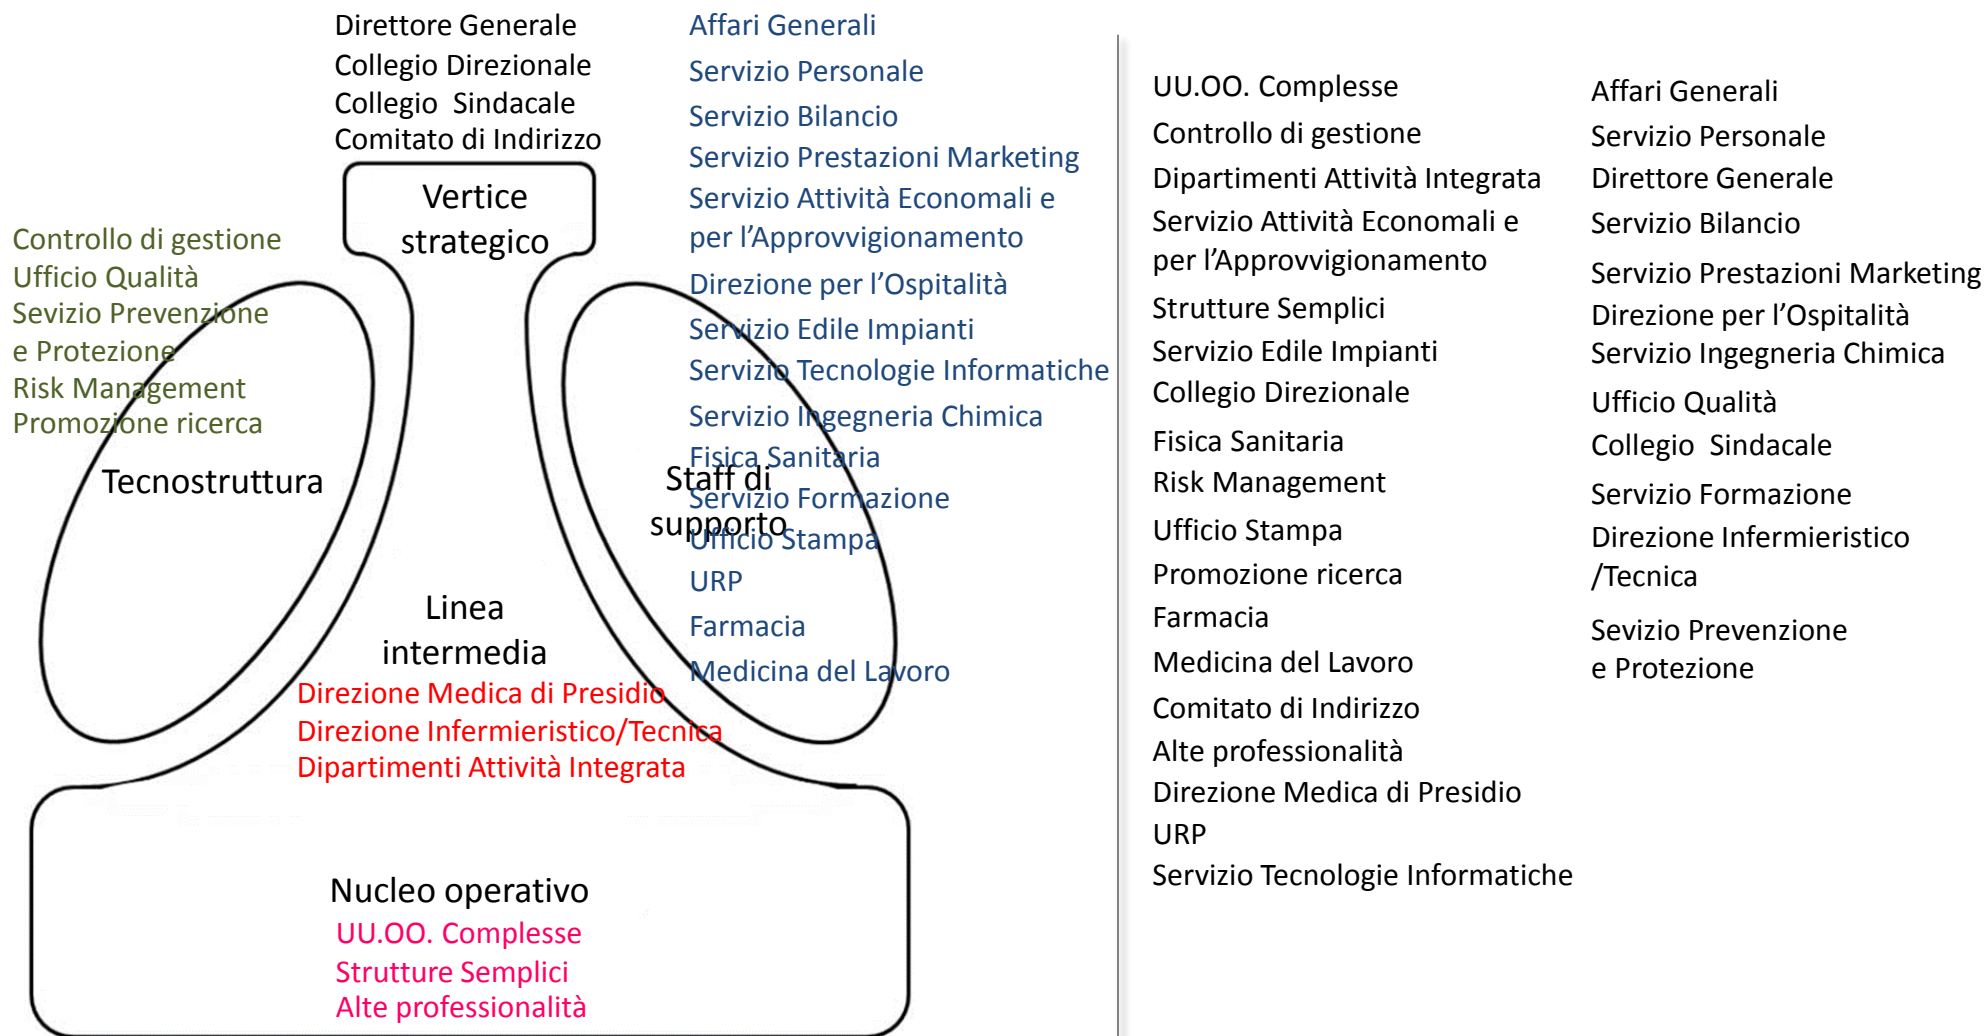 Direttore Generale
Collegio Direzionale
Collegio Sindacale
Comitato di Indirizzo
Vertice
strategico
Controllo di gestione
Ufficio Qualità
Sevizio Prevenzione
e Protezione
Risk Management
Promozione ricerca
Tecnostruttura
Affari Generali
Servizio Personale
Servizio Bilancio
Servizio Prestazioni Marketing
Servizio Attività Economali e
per l'Approvvigionamento
Direzione per l'Ospitalità
Servizio Edile Impianti
Servizio Tecnologie Informatiche
Servizio Ingegneria Chimica
Fisica Sanitaria
Servizio Formazione
Ufficio Stampa
URP
Farmacia
Medicina del Lavoro
Staff di
supporto
Linea
intermedia
Direzione Medica di Presidio
Direzione Infermieristico/Tecnica
Dipartimenti Attività Integrata
Nucleo operativo
UU.OO. Complesse
Strutture Semplici
Alte professionalità
UU.OO. Complesse
Controllo di gestione
Dipartimenti Attività Integrata
Servizio Attività Economali e
per l'Approvvigionamento
Strutture Semplici
Servizio Edile Impianti
Collegio Direzionale
Fisica Sanitaria
Risk Management
Ufficio Stampa
Promozione ricerca
Farmacia
Medicina del Lavoro
Comitato di Indirizzo
Alte professionalità
Direzione Medica di Presidio
URP
Servizio Tecnologie Informatiche
Affari Generali
Servizio Personale
Direttore Generale
Servizio Bilancio
Servizio Prestazioni Marketing
Direzione per l'Ospitalità
Servizio Ingegneria Chimica
Ufficio Qualità
Collegio Sindacale
Servizio Formazione
Direzione Infermieristico
/Tecnica
Sevizio Prevenzione
e Protezione